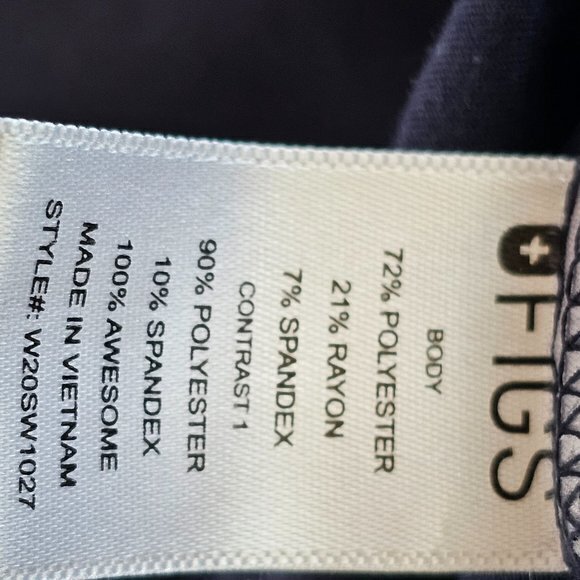 FIGS
BODY
72% POLYESTER
21% RAYON
7% SPANDEX
CONTRAST 1
90% POLYESTER
10% SPANDEX
100% AWESOME
MADE IN VIETNAM
STYLE#: W20SW1027